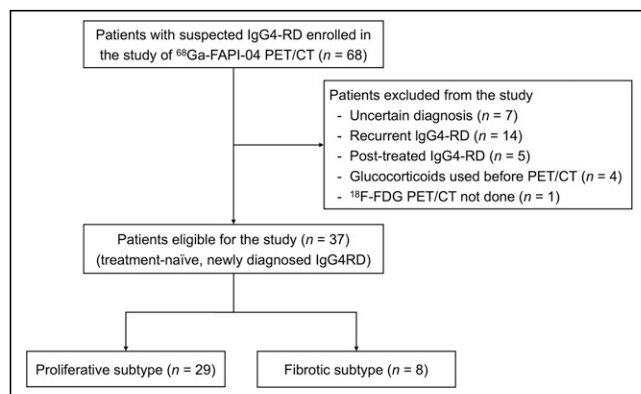 Patients with suspected IgG4-RD enrolled in
the study of ⁶⁸Ga-FAPI-04 PET/CT (n = 68)
Patients excluded from the study
- Uncertain diagnosis (n = 7)
- Recurrent IgG4-RD (n = 14)
- Post-treated IgG4-RD (n = 5)
- Glucocorticoids used before PET/CT (n = 4)
- ¹⁸F-FDG PET/CT not done (n = 1)
Patients eligible for the study (n = 37)
(treatment-naïve, newly diagnosed IgG4RD)
Proliferative subtype (n = 29)
Fibrotic subtype (n = 8)